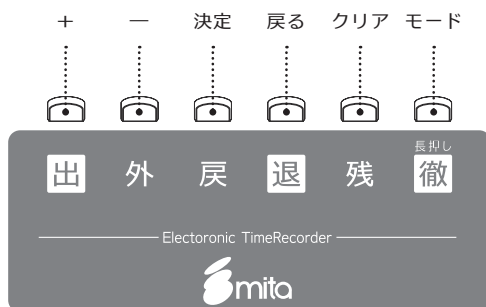 ＋ － 決定 戻る クリア モード
長押し
出 外 戻 退 残 徹
Electoronic TimeRecorder
mita